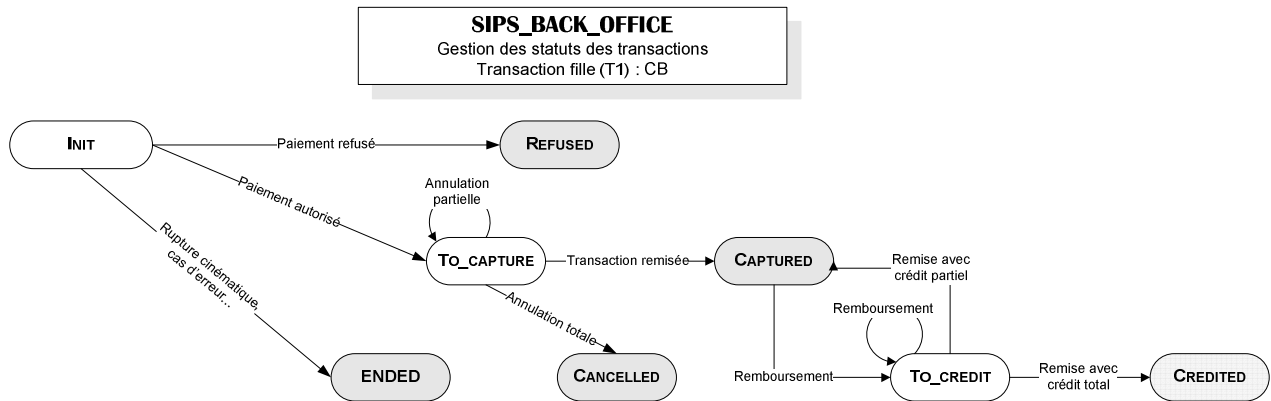 SIPS_BACK_OFFICE
Gestion des statuts des transactions
Transaction fille (T1) : CB
INIT
Paiement refusé
REFUSED
Paiement autorisé
Annulation
partielle
Rupture cinématique,
cas d'erreur...
TO_CAPTURE
Transaction remisée
CAPTURED
Remise avec
crédit partiel
Annulation totale
Remboursement
ENDED
CANCELLED
Remboursement
TO_CREDIT
Remise avec
crédit total
CREDITED